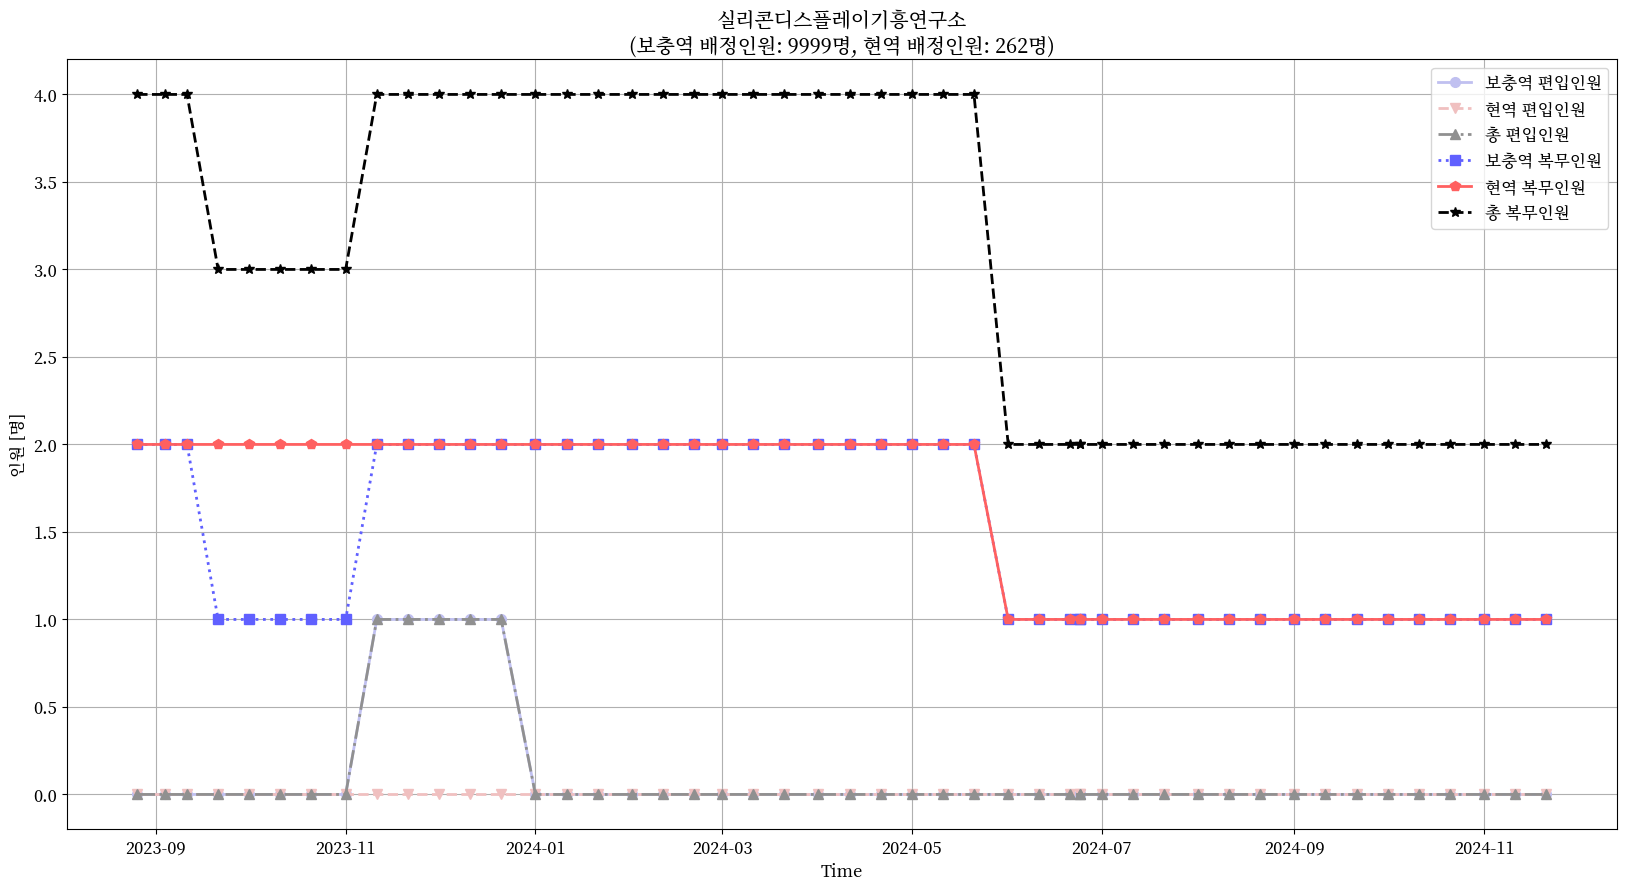 실리콘디스플레이기흥연구소
(보충역 배정인원: 9999명, 현역 배정인원: 262명)
보충역 편입인원
현역 편입인원
총 편입인원
보충역 복무인원
현역 복무인원
총 복무인원
인원 [명]
4.0
3.5
3.0
2.5
2.0
1.5
1.0
0.5
0.0
2023-09
2023-11
2024-01
2024-03
2024-05
2024-07
2024-09
2024-11
Time